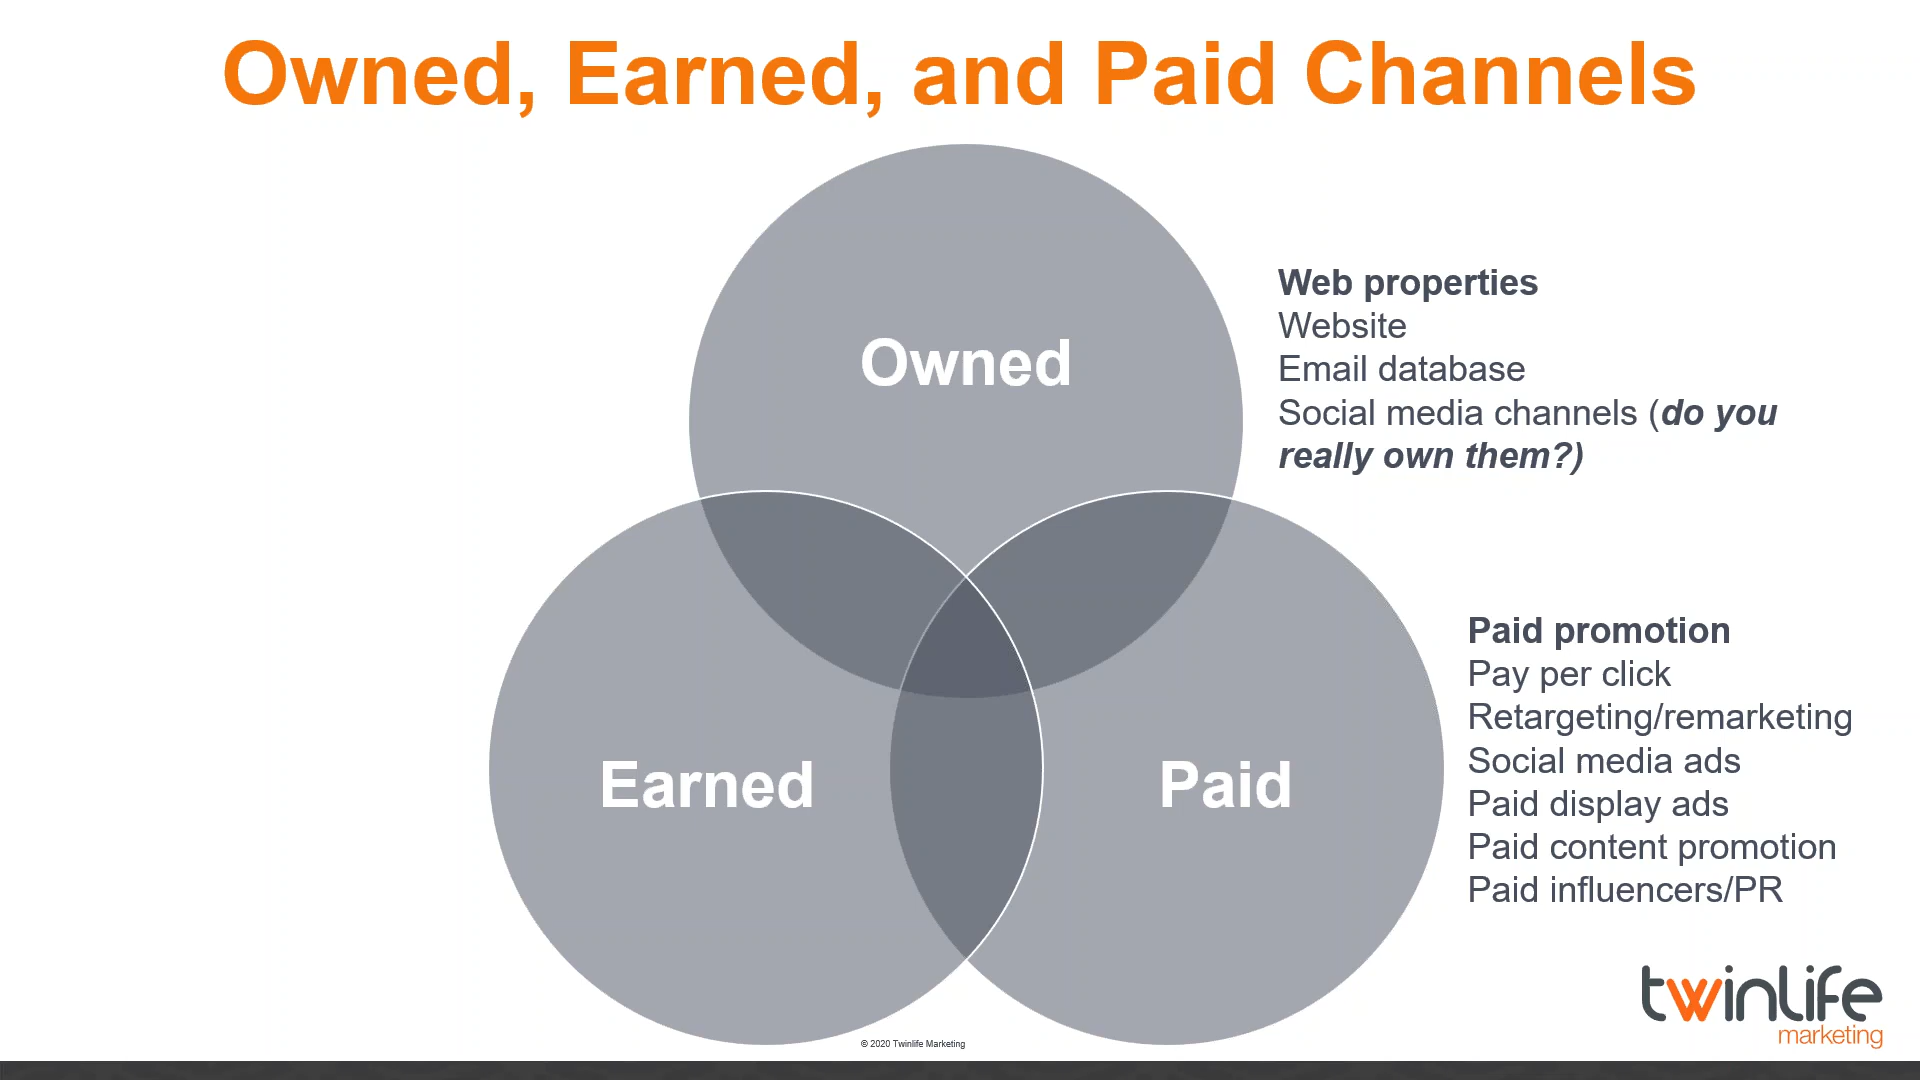 Owned, Earned, and Paid Channels
Owned
Web properties
Website
Email database
Social media channels (do you
really own them?)
Earned
Paid
Paid promotion
Pay per click
Retargeting/remarketing
Social media ads
Paid display ads
Paid content promotion
Paid influencers/PR
twinlife
marketing
© 2020 Twinlife Marketing